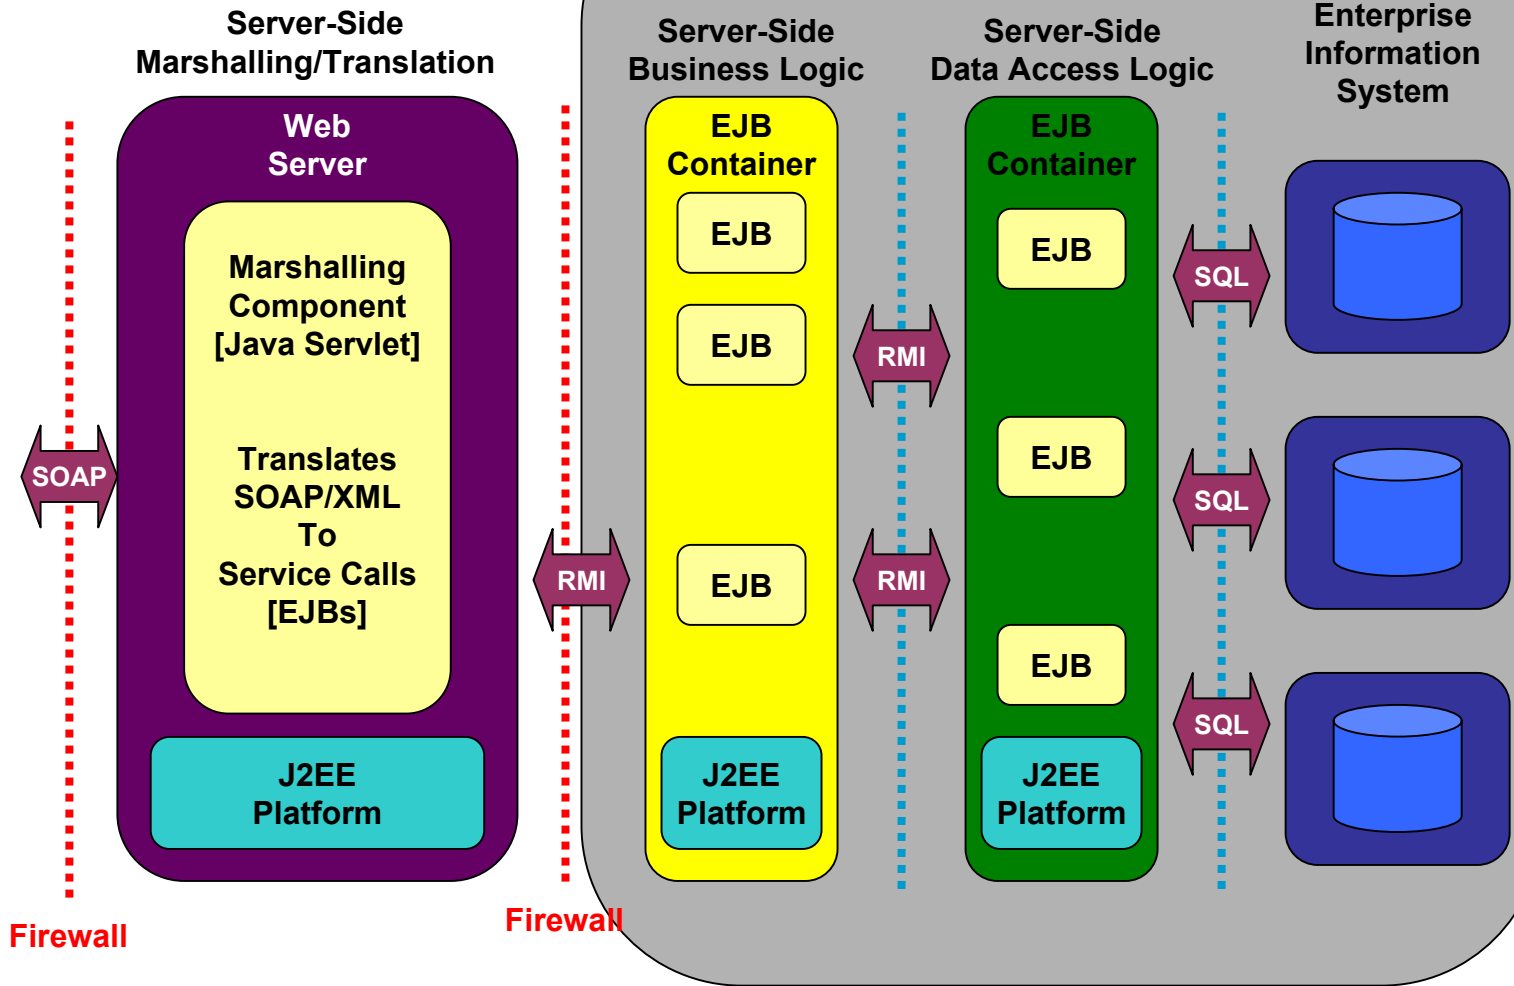 Server-Side
Marshalling/Translation
Web
Server
Marshalling
Component
[Java Servlet]
Translates
SOAP/XML
To
Service Calls
[EJBs]
J2EE
Platform
SOAP
Firewall
Firewall
RMI
Server-Side
Business Logic
EJB
Container
EJB
EJB
EJB
J2EE
Platform
RMI
RMI
Server-Side
Data Access Logic
EJB
Container
EJB
EJB
EJB
J2EE
Platform
SQL
SQL
SQL
Enterprise
Information
System